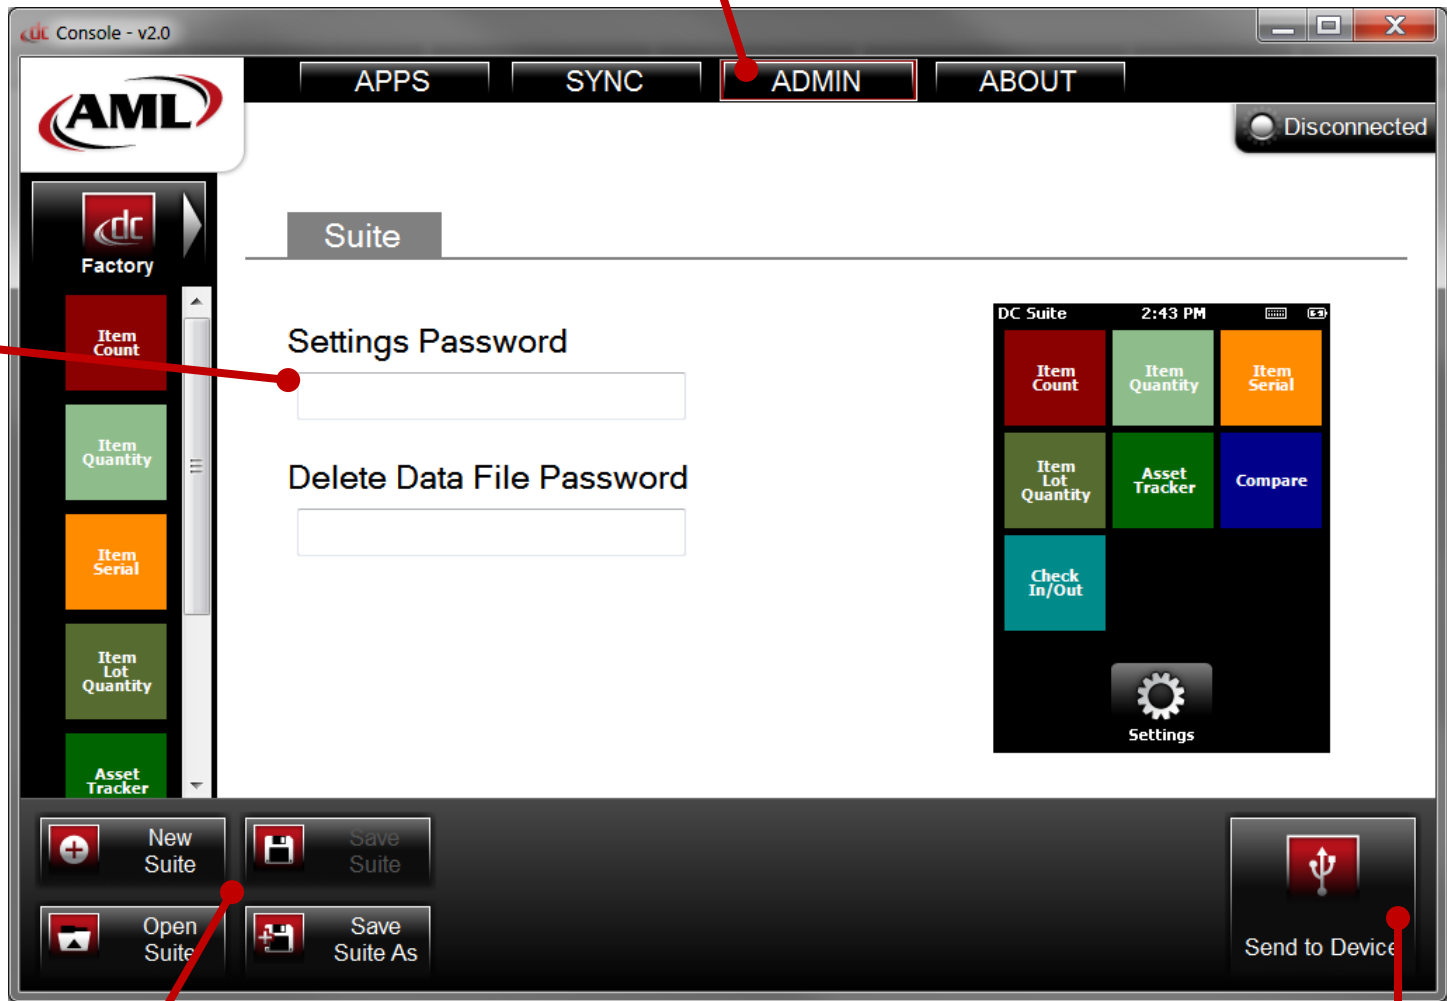 dc Console - v2.0
APPS SYNC ADMIN ABOUT
AML
Disconnected
dc
Factory
Suite
Item
Count
Item
Quantity
Item
Serial
Item
Lot
Quantity
Asset
Tracker
Settings Password
Delete Data File Password
DC Suite 2:43 PM
Item
Count
Item
Quantity
Item
Serial
Item
Lot
Quantity
Asset
Tracker
Compare
Check
In/Out
Settings
New
Suite
Save
Suite
Open
Suite
Save
Suite As
Send to Device